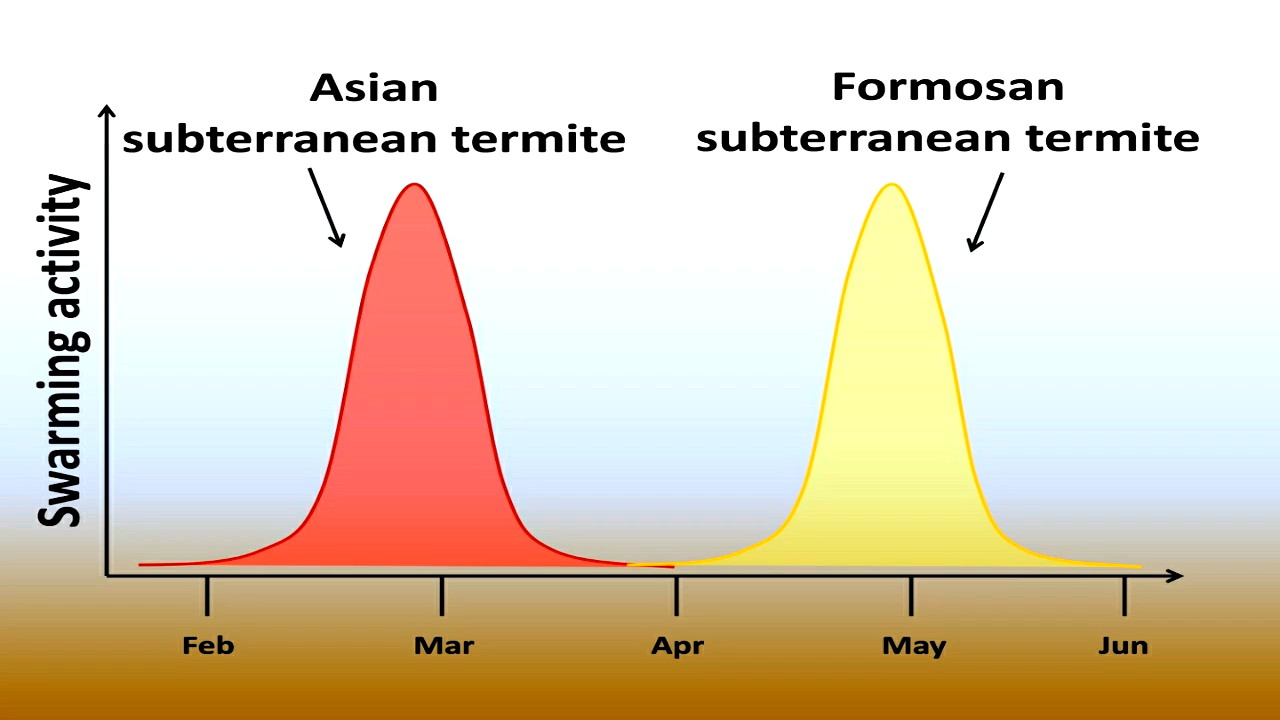 Asian
subterranean termite
Formosan
subterranean termite
Swarming activity
Feb
Mar
Apr
May
Jun